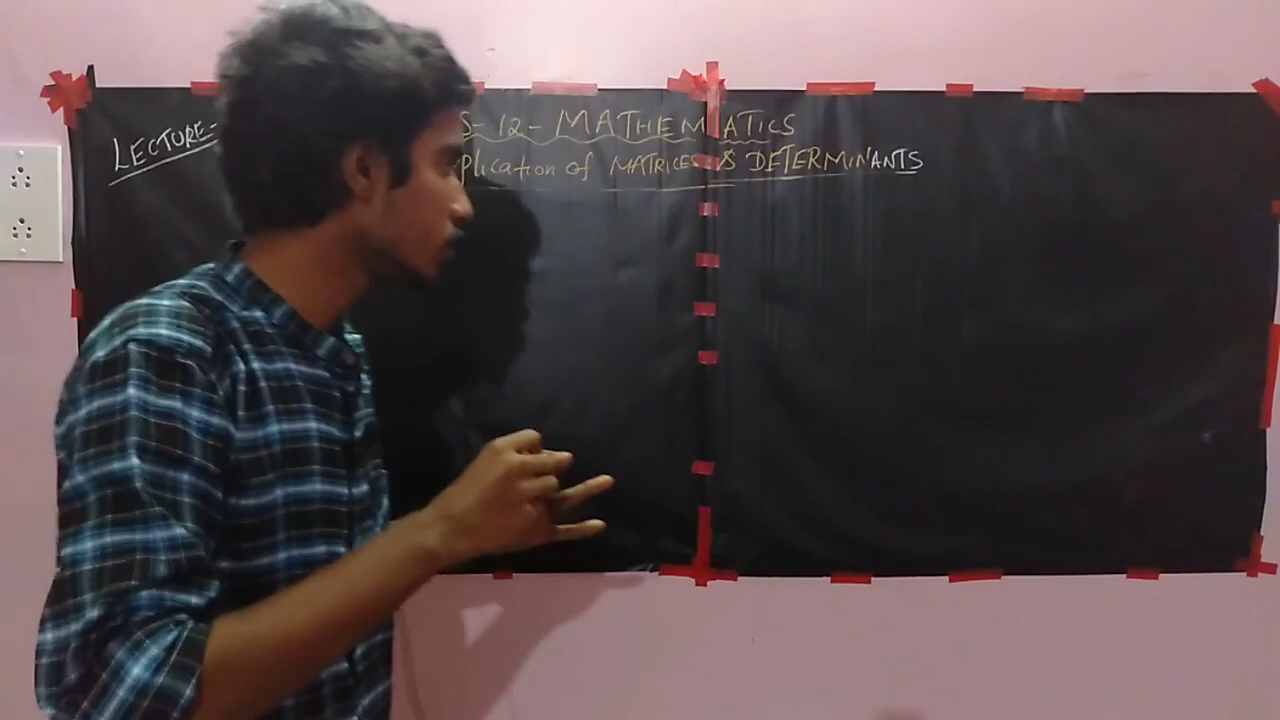 LECTURE-
S-12-MATHEMATICS
plication of MATRICES & DETERMINANTS